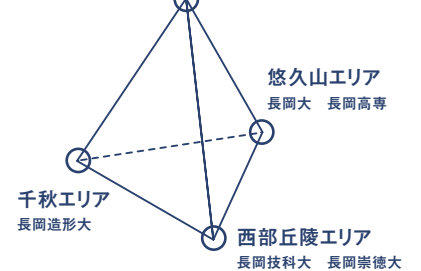 悠久山エリア
長岡大　長岡高専
千秋エリア
長岡造形大
西部丘陵エリア
長岡技科大　長岡崇徳大